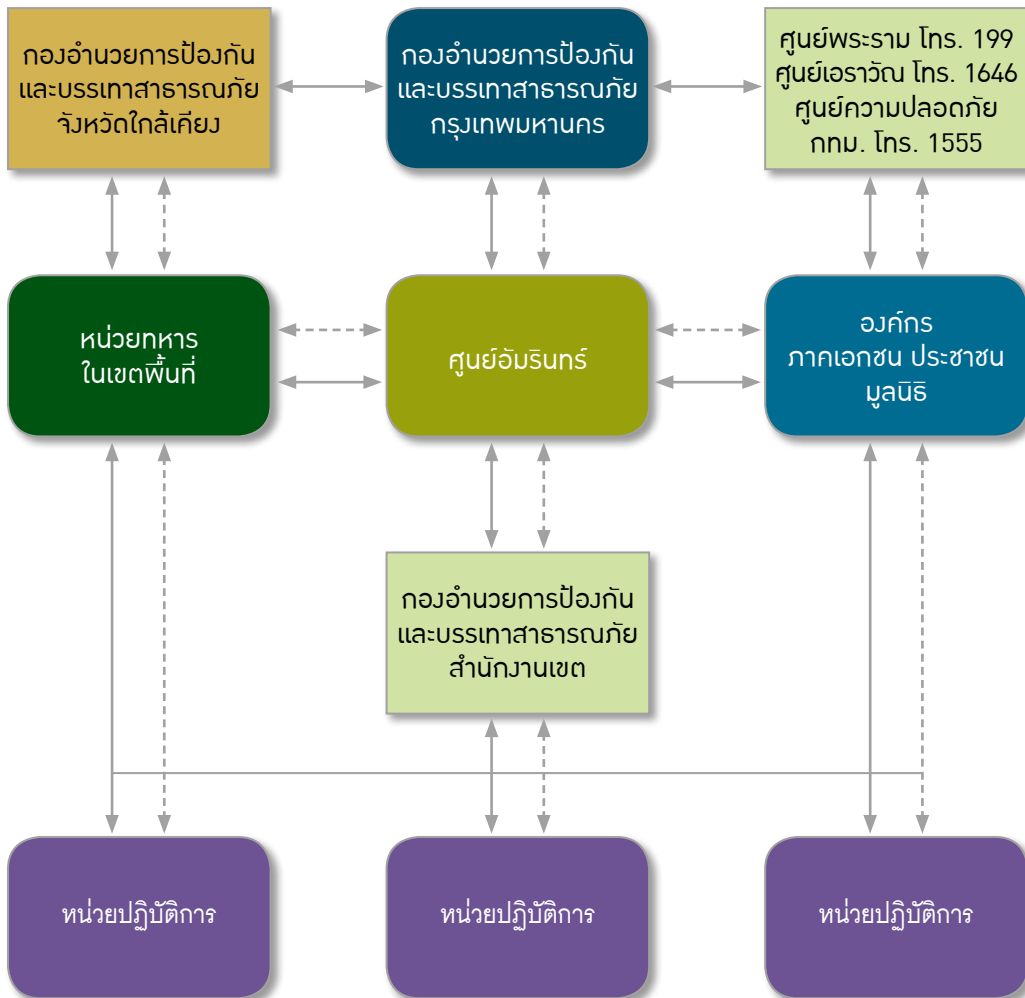 กองอำนวยการป้องกัน
และบรรเทาสาธารณภัย
จังหวัดใกล้เคียง
กองอำนวยการป้องกัน
และบรรเทาสาธารณภัย
กรุงเทพมหานคร
ศูนย์พระราม โทร. 199
ศูนย์เอราวัณ โทร. 1646
ศูนย์ความปลอดภัย
กทม. โทร. 1555
หน่วยทหาร
ในเขตพื้นที่
ศูนย์อัมรินทร์
องค์กร
ภาคเอกชน ประชาชน
มูลนิธิ
กองอำนวยการป้องกัน
และบรรเทาสาธารณภัย
สำนักงานเขต
หน่วยปฏิบัติการ
หน่วยปฏิบัติการ
หน่วยปฏิบัติการ